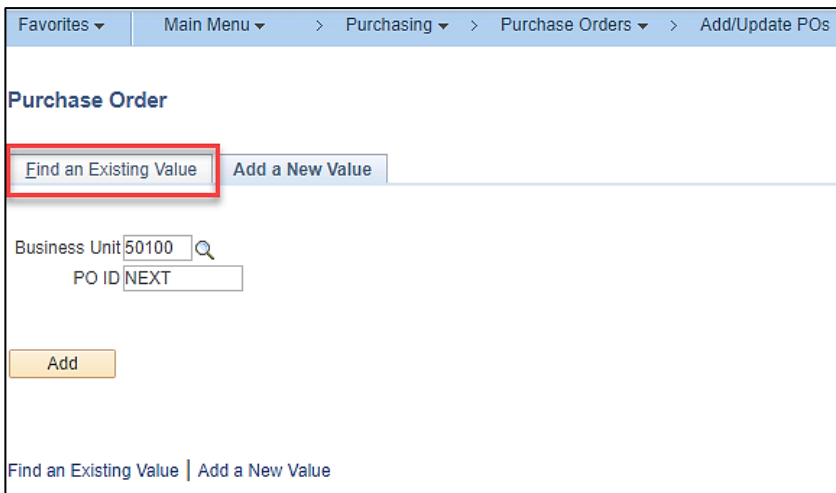 Favorites Main Menu > Purchasing > Purchase Orders > Add/Update POs
Purchase Order
Find an Existing Value Add a New Value
Business Unit 50100
PO ID NEXT
Add
Find an Existing Value | Add a New Value